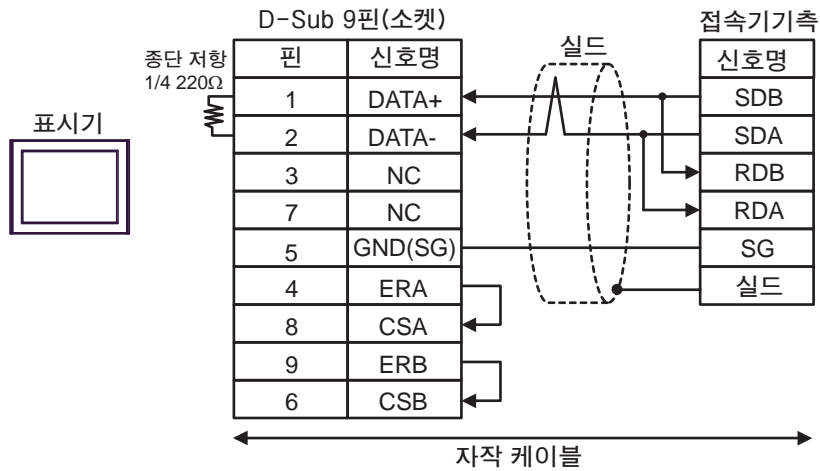 D-Sub 9핀(소켓)
접속기기측
종단 저항
1/4 220Ω
핀 신호명
실드
신호명
1 DATA+ SDB
표시기
2 DATA- SDA
3 NC RDB
7 NC RDA
5 GND(SG) SG
4 ERA 실드
8 CSA
9 ERB
6 CSB
자작 케이블